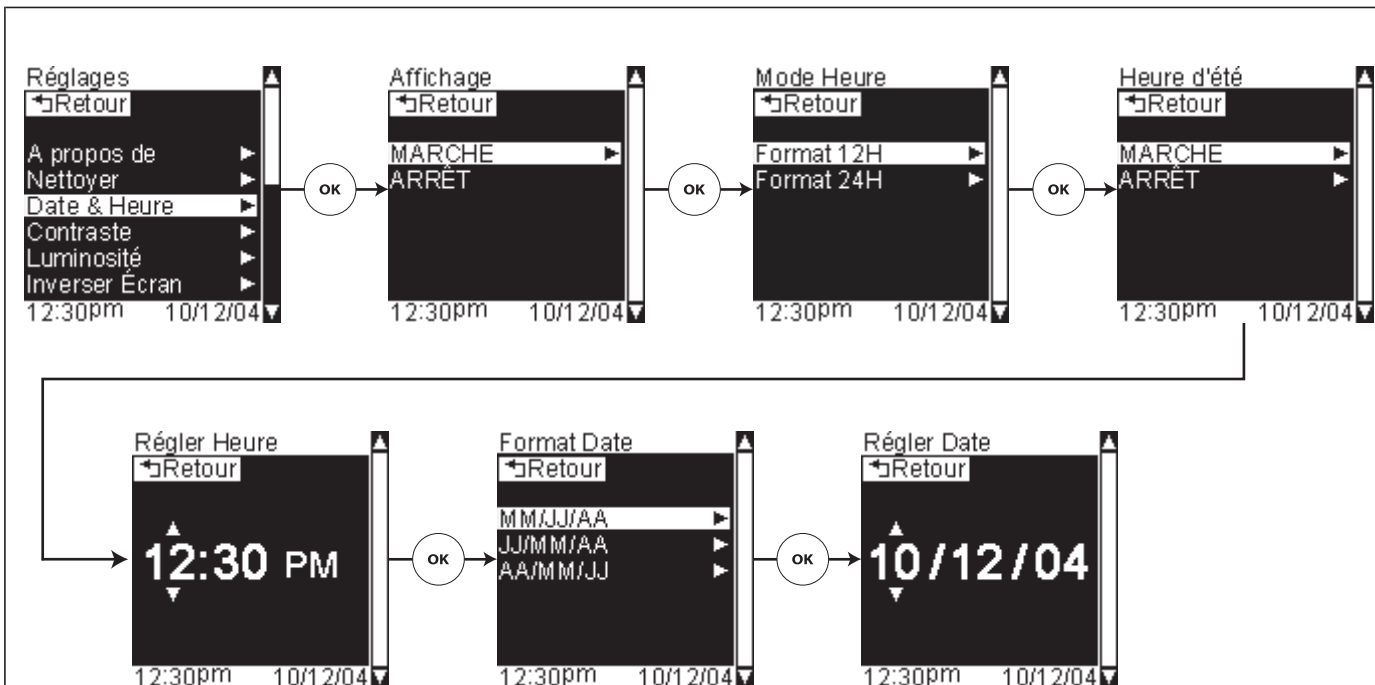 Réglages
Retour
A propos de
Nettoyer
Date & Heure
Contraste
Luminosité
Inverser Écran
12:30pm 10/12/04
OK
Affichage
Retour
MARCHE
ARRÊT
12:30pm 10/12/04
OK
Mode Heure
Retour
Format 12H
Format 24H
12:30pm 10/12/04
OK
Heure d'été
Retour
MARCHE
ARRÊT
12:30pm 10/12/04
Régler Heure
Retour
12:30 PM
12:30pm 10/12/04
OK
Format Date
Retour
MM/JJ/AA
JJ/MM/AA
AA/MM/JJ
12:30pm 10/12/04
OK
Régler Date
Retour
10/12/04
12:30pm 10/12/04